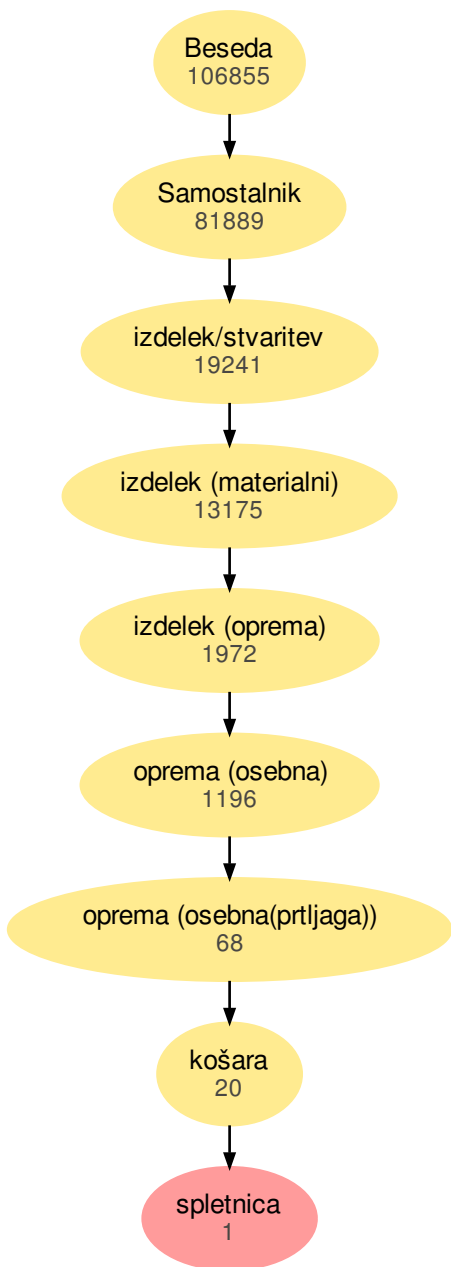 Beseda
106855
Samostalnik
81889
izdelek/stvaritev
19241
izdelek (materialni)
13175
izdelek (oprema)
1972
oprema (osebna)
1196
oprema (osebna(prtljaga))
68
košara
20
spletnica
1